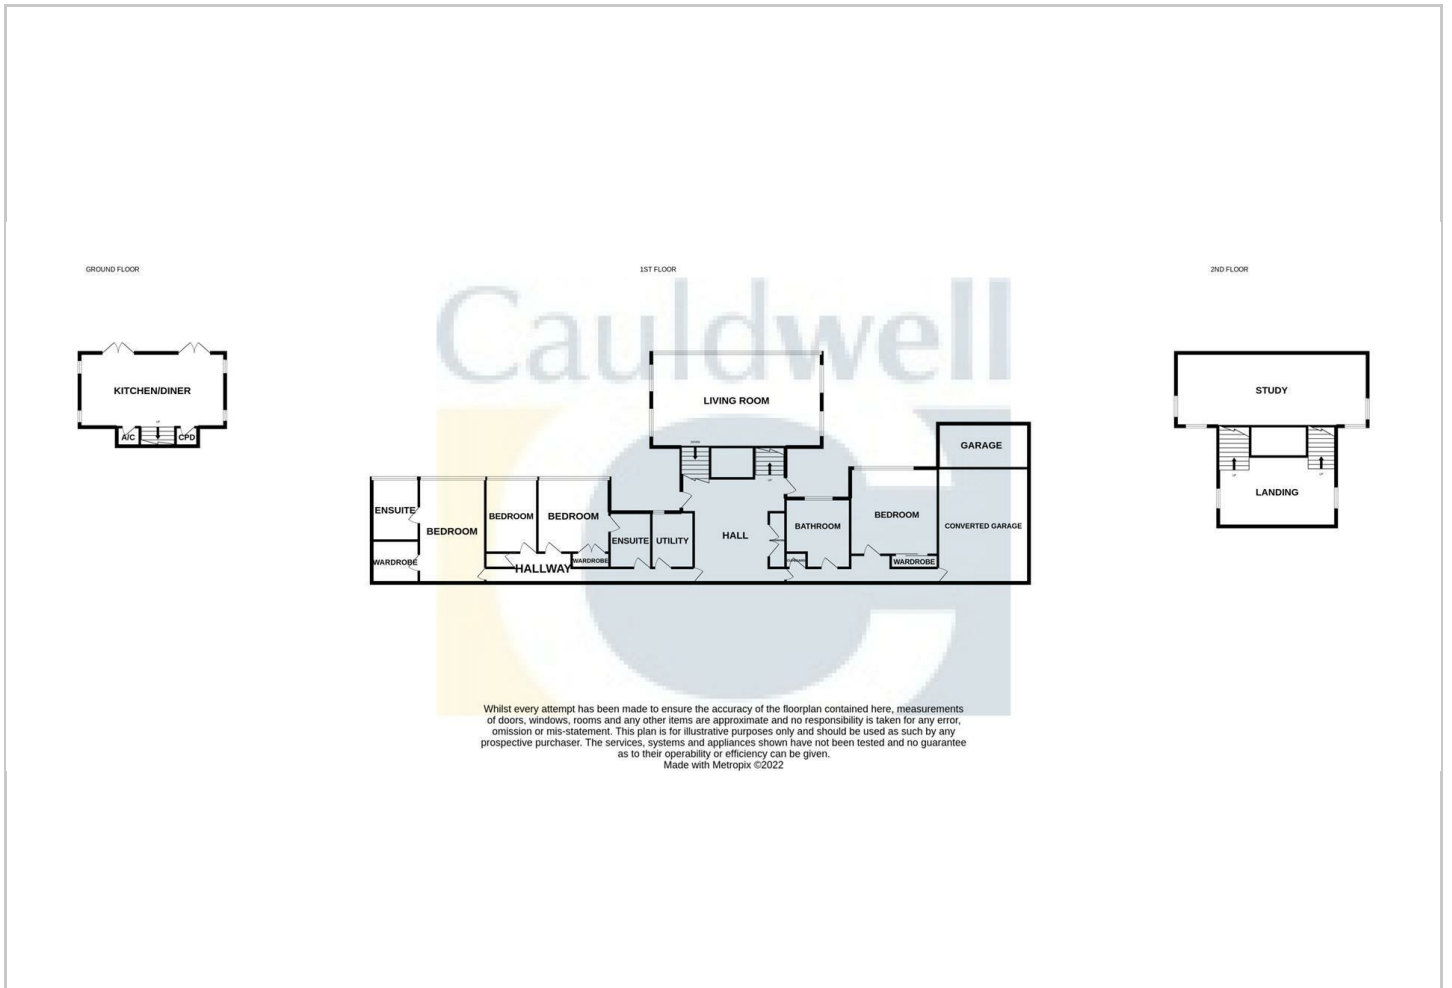 GROUND FLOOR
1ST FLOOR
2ND FLOOR
Cauldwell
KITCHEN/DINER
UP
A/C
CPD
LIVING ROOM
DOWN
UP
GARAGE
ENSUITE
BEDROOM
BEDROOM
BEDROOM
ENSUITE
UTILITY
HALL
BATHROOM
BEDROOM
CONVERTED GARAGE
WARDROBE
HALLWAY
WARDROBE
WARDROBE
STUDY
UP
UP
LANDING
Whilst every attempt has been made to ensure the accuracy of the floorplan contained here, measurements
of doors, windows, rooms and any other items are approximate and no responsibility is taken for any error,
omission or mis-statement. This plan is for illustrative purposes only and should be used as such by any
prospective purchaser. The services, systems and appliances shown have not been tested and no guarantee
as to their operability or efficiency can be given.
Made with Metropix ©2022